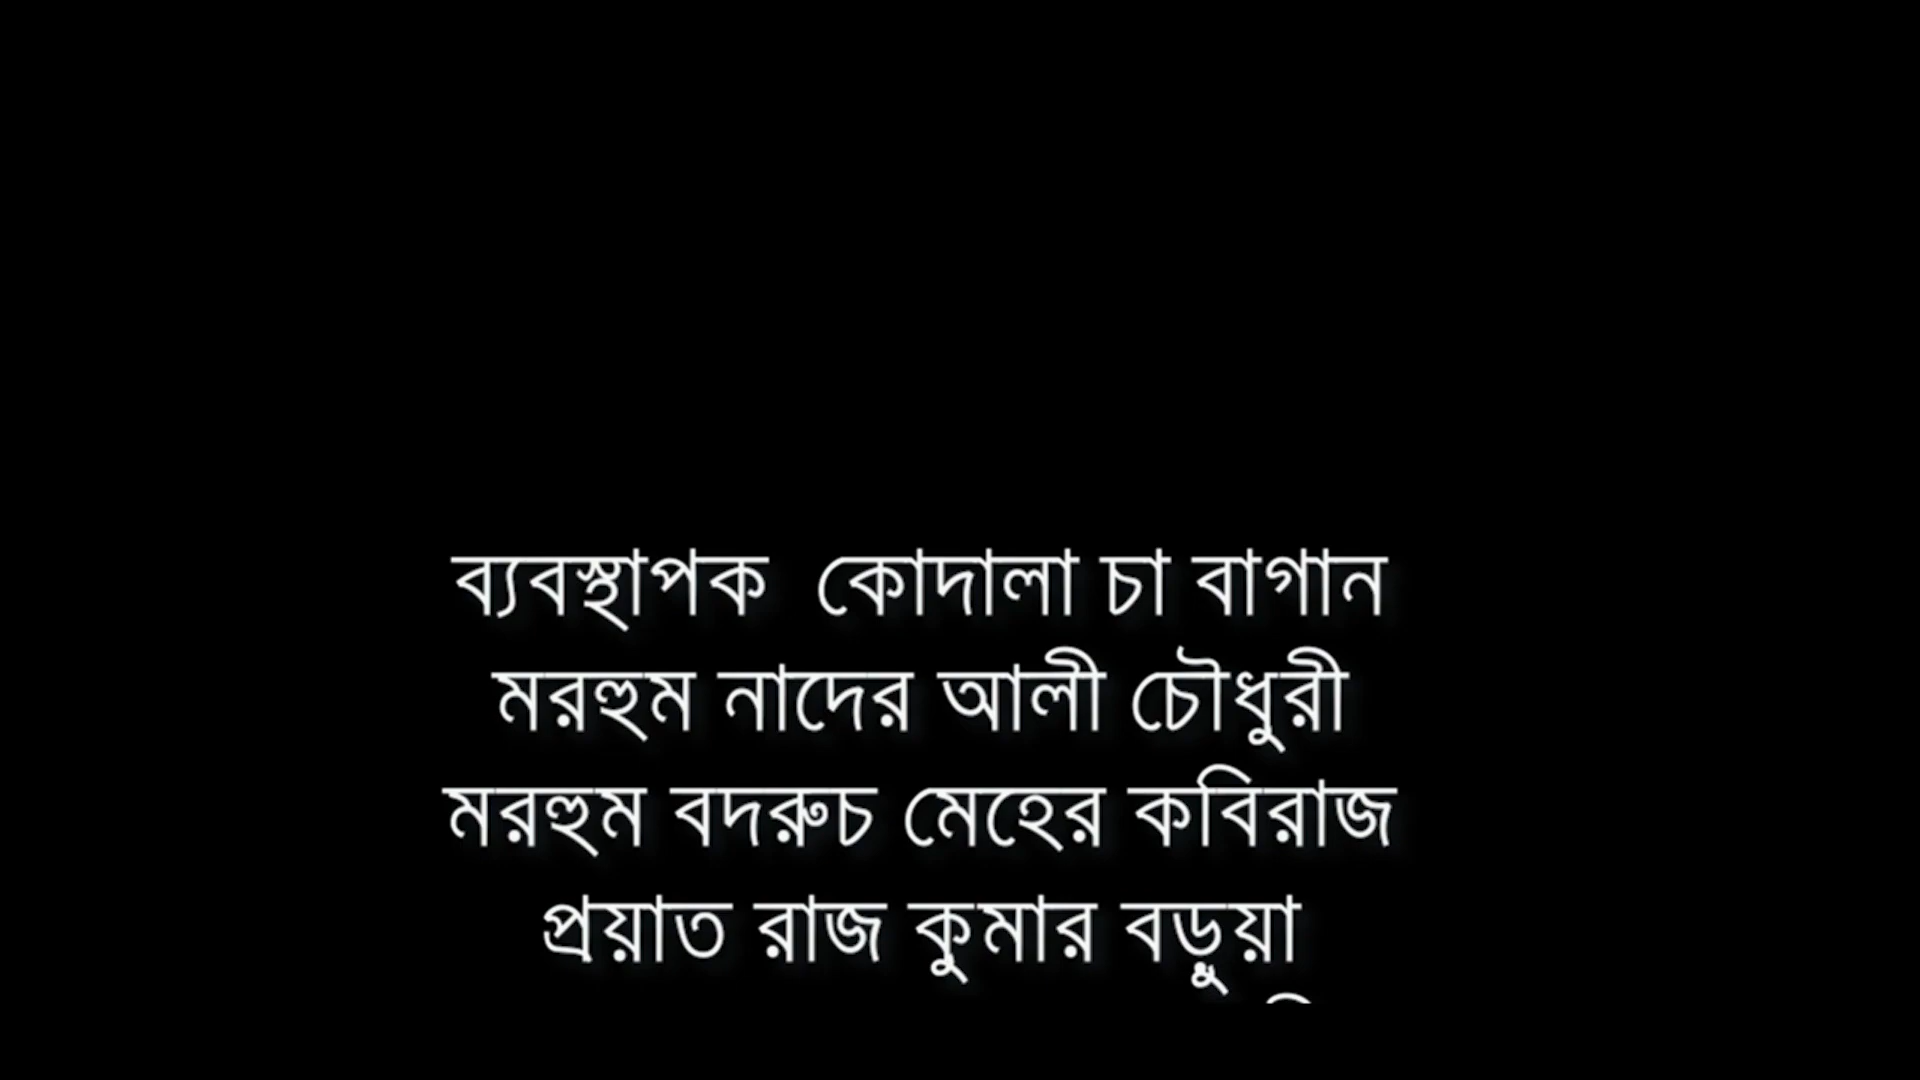 ব্যবস্থাপক  কোদালা চা বাগান
মরহুম নাদের আলী চৌধুরী
মরহুম বদরুচ মেহের কবিরাজ
প্রয়াত রাজ কুমার বড়ুয়া